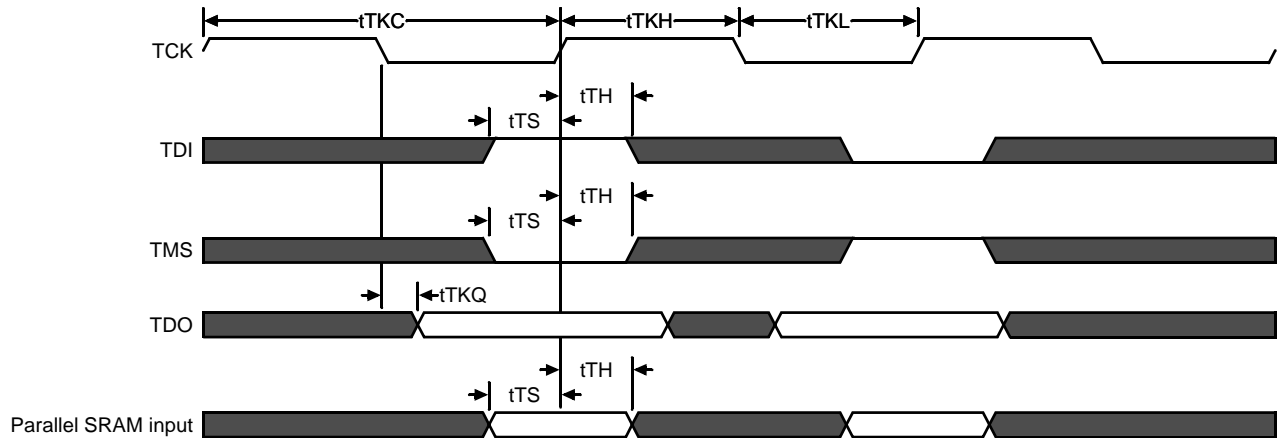 tTKC tTKH tTKL
TCK
tTH
tTS
TDI
tTH
tTS
TMS
tTKQ
TDO
tTH
tTS
Parallel SRAM input